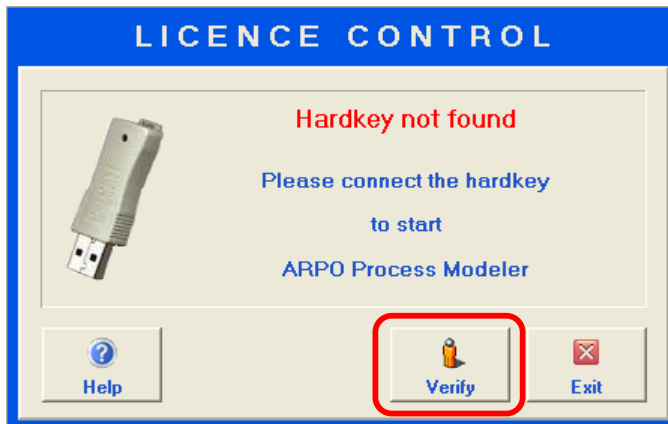 LICENCE CONTROL
Hardkey not found
Please connect the hardkey
to start
ARPO Process Modeler
Help
Verify
Exit